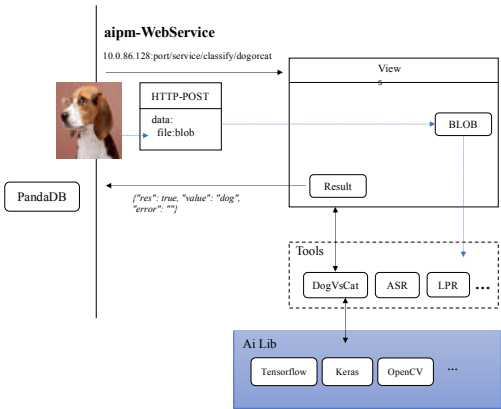 aipm-WebService
10.0.86.128:port/service/classify/dogorcat
View
s
HTTP-POST
data:
file:blob
BLOB
Result
PandaDB
{"res": true, "value": "dog",
"error": ""}
Tools
DogVsCat
ASR
LPR
...
Ai Lib
Tensorflow
Keras
OpenCV
...